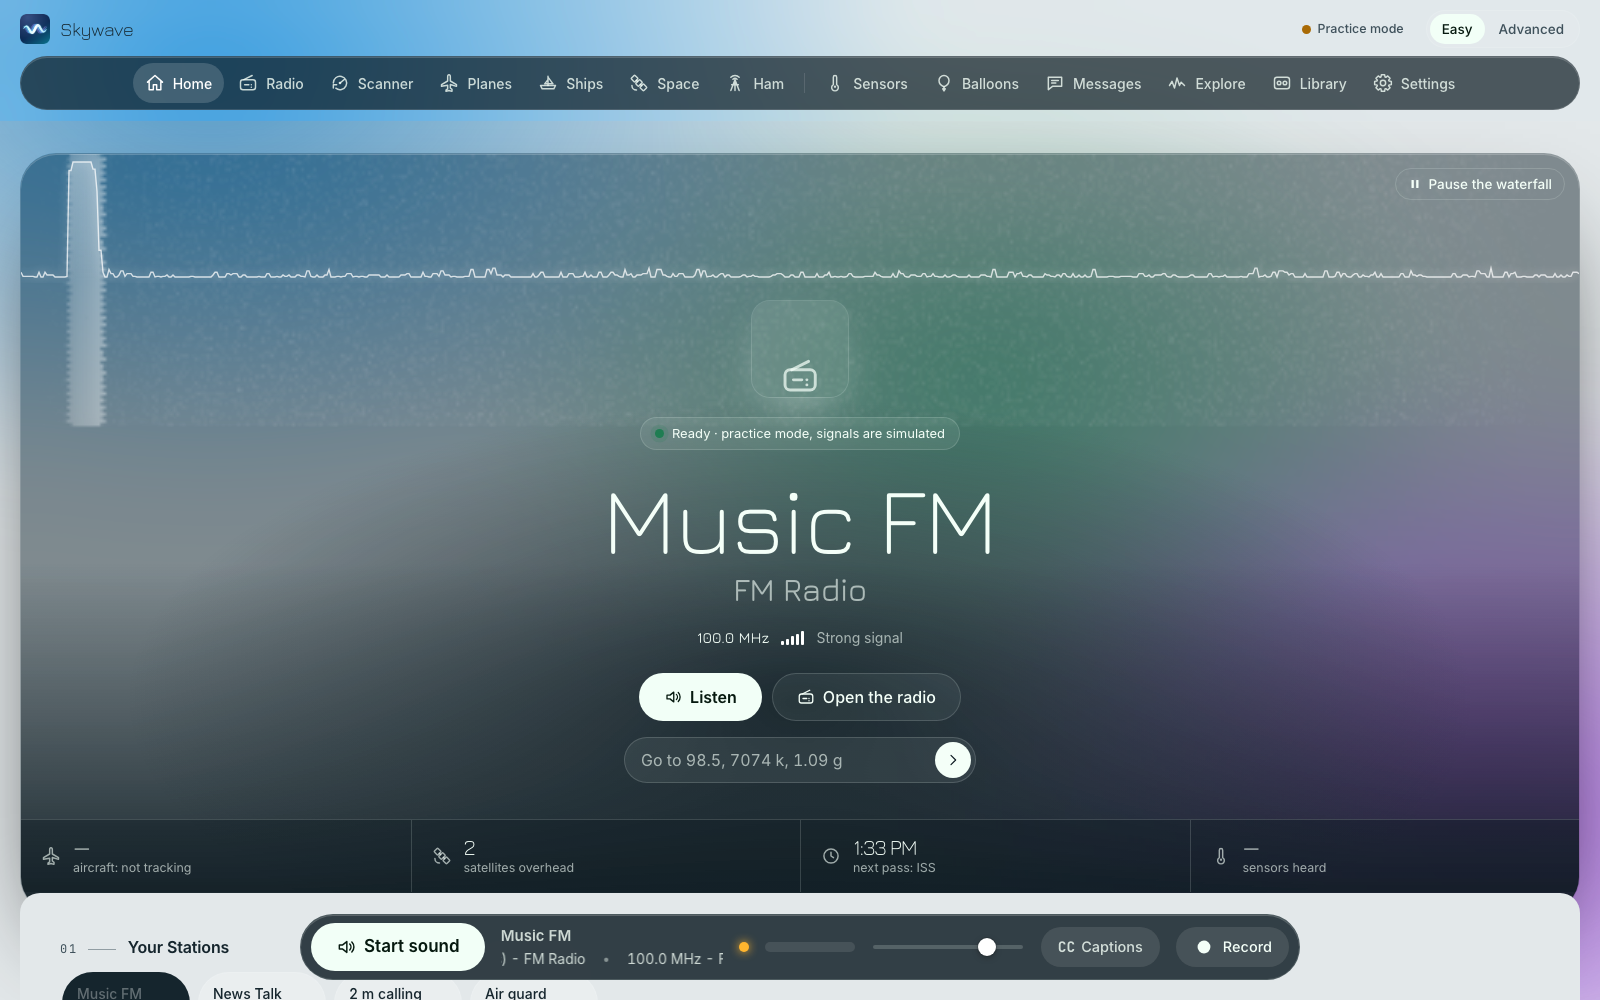 Skywave
Practice mode
Easy
Advanced
Home
Radio
Scanner
Planes
Ships
Space
Ham
Sensors
Balloons
Messages
Explore
Library
Settings
Pause the waterfall
Ready · practice mode, signals are simulated
Music FM
FM Radio
100.0 MHz
Strong signal
Listen
Open the radio
Go to 98.5, 7074 k, 1.09 g
—
aircraft: not tracking
2
satellites overhead
1:33 PM
next pass: ISS
—
sensors heard
01
Your Stations
Start sound
Music FM
) - FM Radio • 100.0 MHz - F
CC Captions
Record
Music FM
News Talk
2 m calling
Air guard